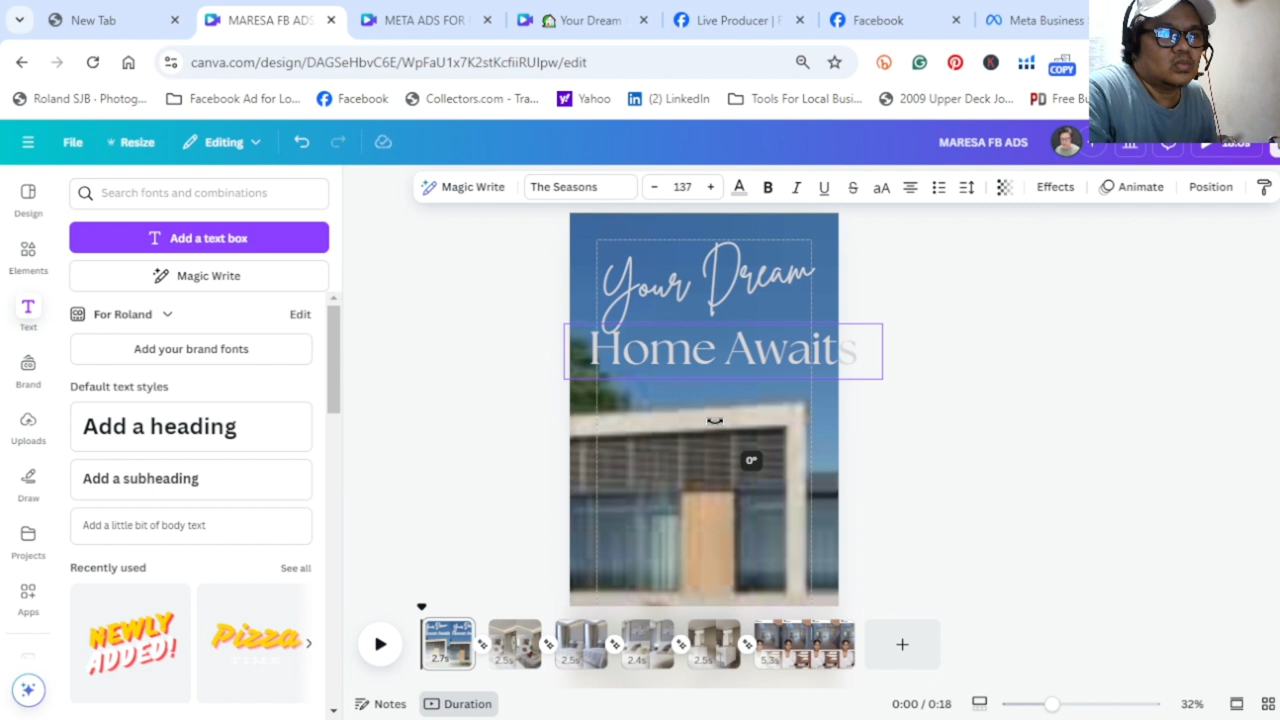 New Tab
MARESA FB ADS
META ADS FOR
Your Dream
Live Producer | F
Facebook
Meta Business
canva.com/design/DAGSeHbvC6E/WpFaU1x7K2stKcfiiRUIpw/edit
COPY
Roland SJB · Photog...
Facebook Ad for Lo...
Facebook
Collectors.com - Tra...
Yahoo
(2) LinkedIn
Tools For Local Busi...
2009 Upper Deck Jo...
Free Bu
File
Resize
Editing
MARESA FB ADS
Search fonts and combinations
Magic Write
The Seasons
- 137 +
A B I U S aA
Effects
Animate
Position
Design
Elements
Text
Brand
Uploads
Draw
Projects
Apps
Add a text box
Magic Write
For Roland
Edit
Add your brand fonts
Default text styles
Add a heading
Add a subheading
Add a little bit of body text
Recently used
See all
NEWLY
ADDED!
Pizza
TIME
Your Dream
Home Awaits
0°
2.7s
2.5s
2.5s
2.4s
2.5s
5.3s
Notes
Duration
0:00 / 0:18
32%